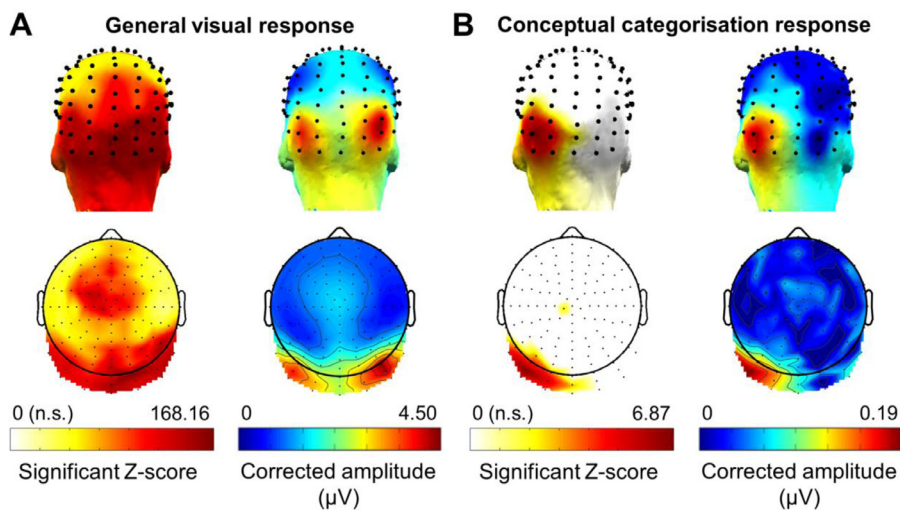 A General visual response
B Conceptual categorisation response
0 (n.s.) 168.16
Significant Z-score
0 4.50
Corrected amplitude
(µV)
0 (n.s.) 6.87
Significant Z-score
0 0.19
Corrected amplitude
(µV)